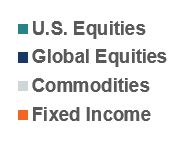 U.S. Equities
Global Equities
Commodities
Fixed Income